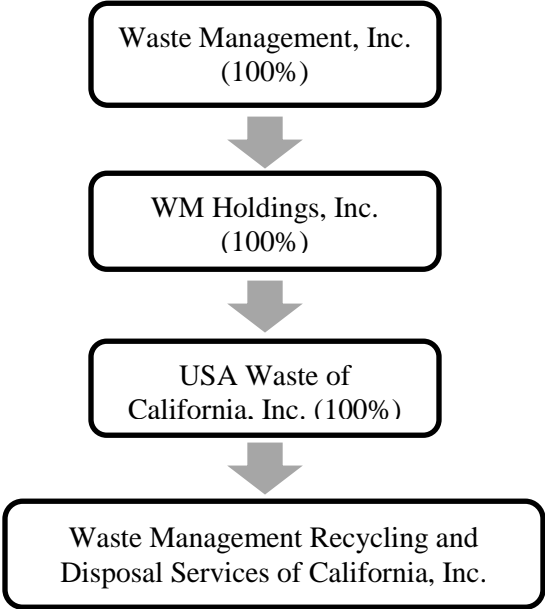 Waste Management, Inc.
(100%)
WM Holdings, Inc.
(100%)
USA Waste of
California, Inc. (100%)
Waste Management Recycling and
Disposal Services of California, Inc.